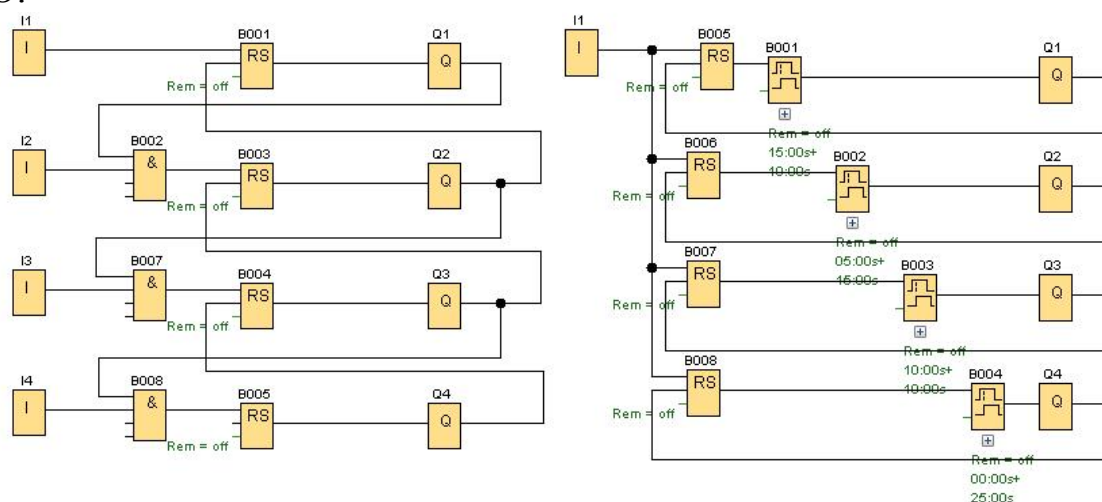 I1
I
B001
RS
Rem = off
Q1
Q
I2
I
B002
&
B003
RS
Rem = off
Q2
Q
I3
I
B007
&
B004
RS
Rem = off
Q3
Q
I4
I
B008
&
B005
RS
Rem = off
Q4
Q
I1
I
B005
RS
Rem = off
B001
Rem = off
15:00s+
10:00s
Q1
Q
B006
RS
Rem = off
B002
Rem = off
05:00s+
15:00s
Q2
Q
B007
RS
Rem = off
B003
Rem = off
10:00s+
10:00s
Q3
Q
B008
RS
Rem = off
B004
Rem = off
00:00s+
25:00s
Q4
Q